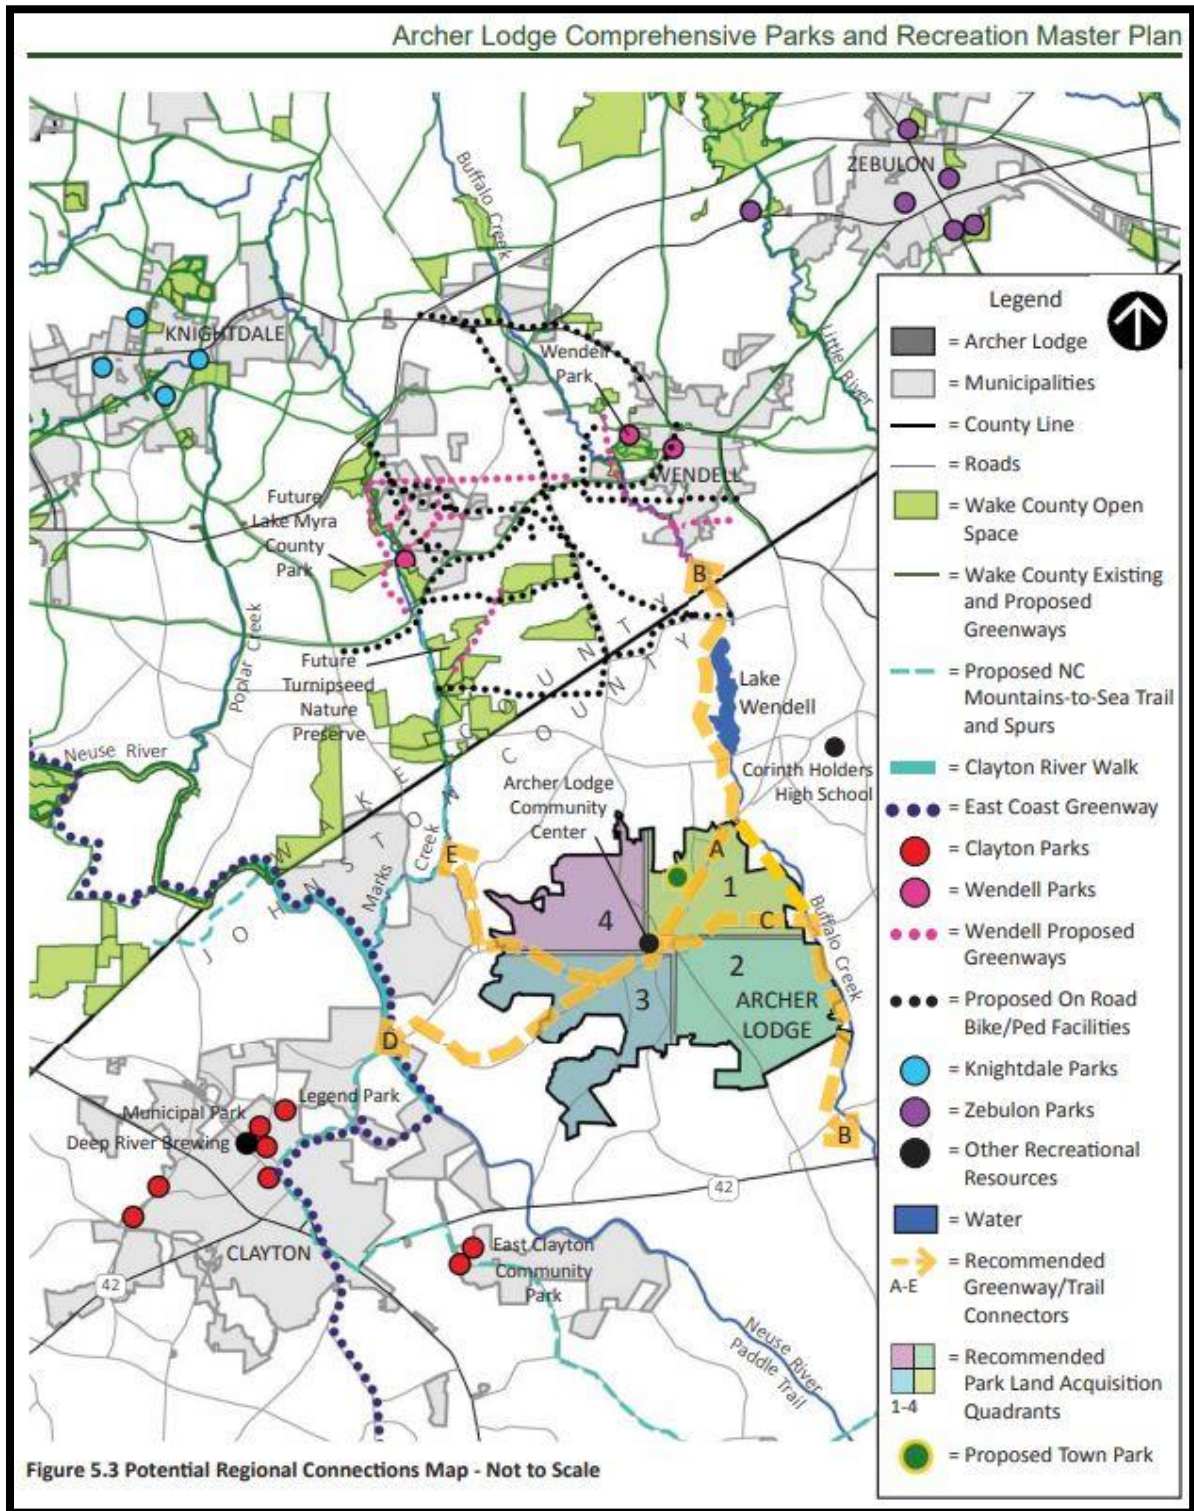 Archer Lodge Comprehensive Parks and Recreation Master Plan
Buffalo Creek
ZEBULON
KNIGHTDALE
Wendell
Park
Little River
WENDELL
Future
Lake Myra
County
Park
B
Poplar Creek
Future
Turnipseed
Nature
Preserve
WAKE COUNTY
JOHNSTON COUNTY
Lake
Wendell
Neuse River
Corinth Holders
High School
Archer Lodge
Community
Center
Marks Creek
E
A
1
4
C
Buffalo Creek
2
3
ARCHER
LODGE
D
Legend Park
Municipal Park
Deep River Brewing
B
42
CLAYTON
East Clayton
Community
Park
42
Neuse River
Paddle Trail
Legend
= Archer Lodge
= Municipalities
= County Line
= Roads
= Wake County Open
Space
= Wake County Existing
and Proposed
Greenways
= Proposed NC
Mountains-to-Sea Trail
and Spurs
= Clayton River Walk
= East Coast Greenway
= Clayton Parks
= Wendell Parks
= Wendell Proposed
Greenways
= Proposed On Road
Bike/Ped Facilities
= Knightdale Parks
= Zebulon Parks
= Other Recreational
Resources
= Water
= Recommended
A-E Greenway/Trail
Connectors
= Recommended
Park Land Acquisition
1-4 Quadrants
= Proposed Town Park
Figure 5.3 Potential Regional Connections Map - Not to Scale